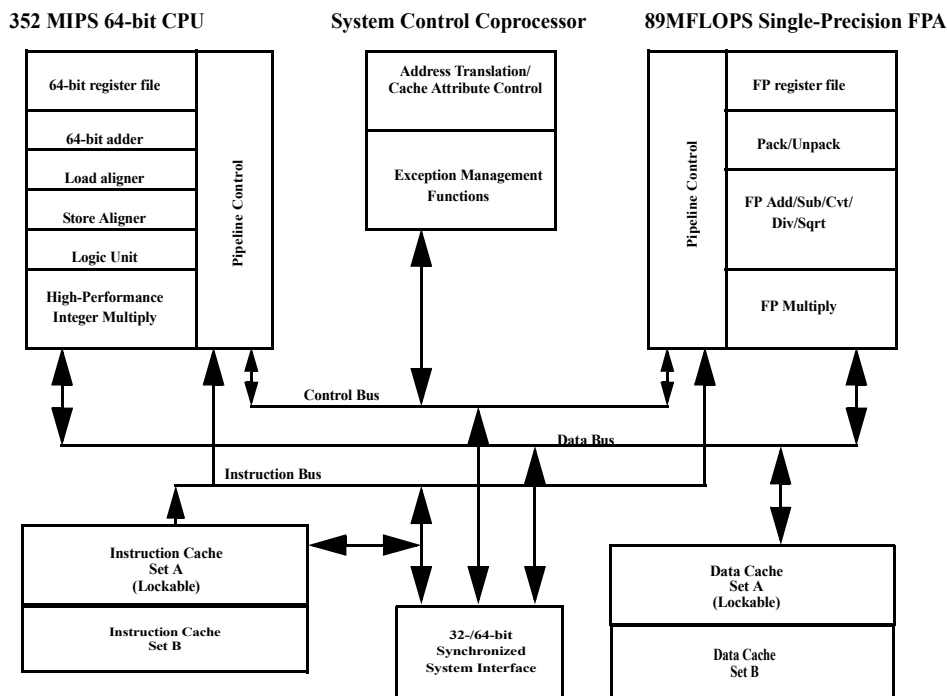 352 MIPS 64-bit CPU
System Control Coprocessor
89MFLOPS Single-Precision FPA
64-bit register file
64-bit adder
Load aligner
Store Aligner
Logic Unit
High-Performance
Integer Multiply
Pipeline Control
Address Translation/
Cache Attribute Control
Exception Management
Functions
Pipeline Control
FP register file
Pack/Unpack
FP Add/Sub/Cvt/
Div/Sqrt
FP Multiply
Control Bus
Data Bus
Instruction Bus
Instruction Cache
Set A
(Lockable)
Instruction Cache
Set B
32-/64-bit
Synchronized
System Interface
Data Cache
Set A
(Lockable)
Data Cache
Set B